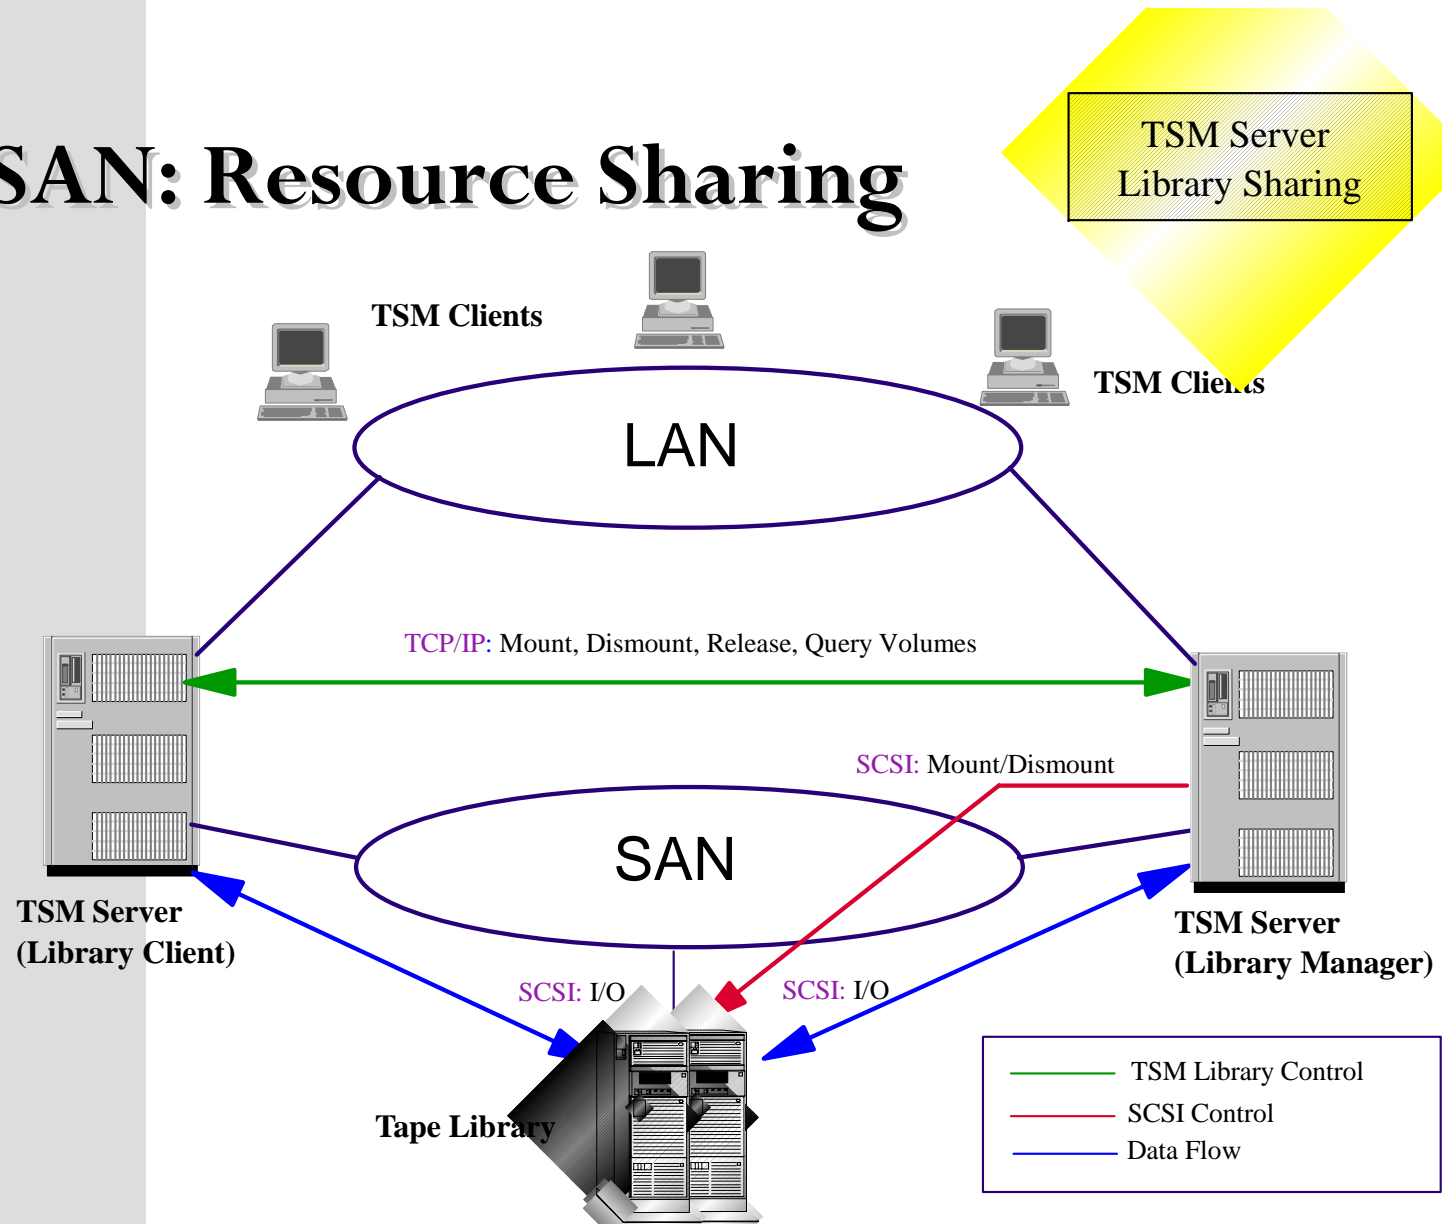 TSM Server
Library Sharing
SAN: Resource Sharing
TSM Clients
TSM Clients
LAN
TCP/IP: Mount, Dismount, Release, Query Volumes
SCSI: Mount/Dismount
SAN
TSM Server
(Library Client)
TSM Server
(Library Manager)
SCSI: I/O
SCSI: I/O
Tape Library
TSM Library Control
SCSI Control
Data Flow